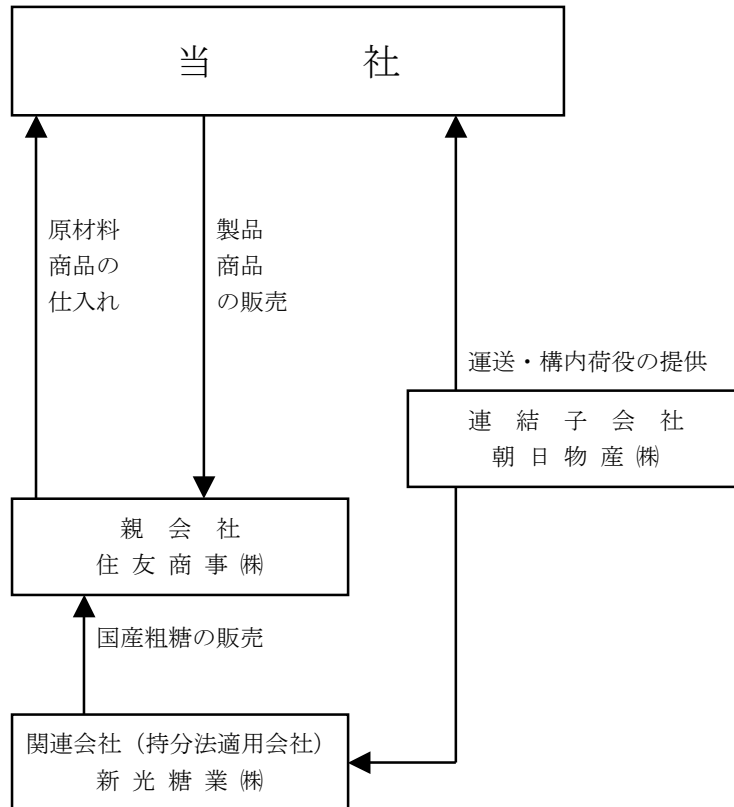 当 社
原材料
商品の
仕入れ
製品
商品
の販売
運送・構内荷役の提供
連 結 子 会 社
朝 日 物 産 ㈱
親 会 社
住 友 商 事 ㈱
国産粗糖の販売
関連会社（持分法適用会社）
新 光 糖 業 ㈱